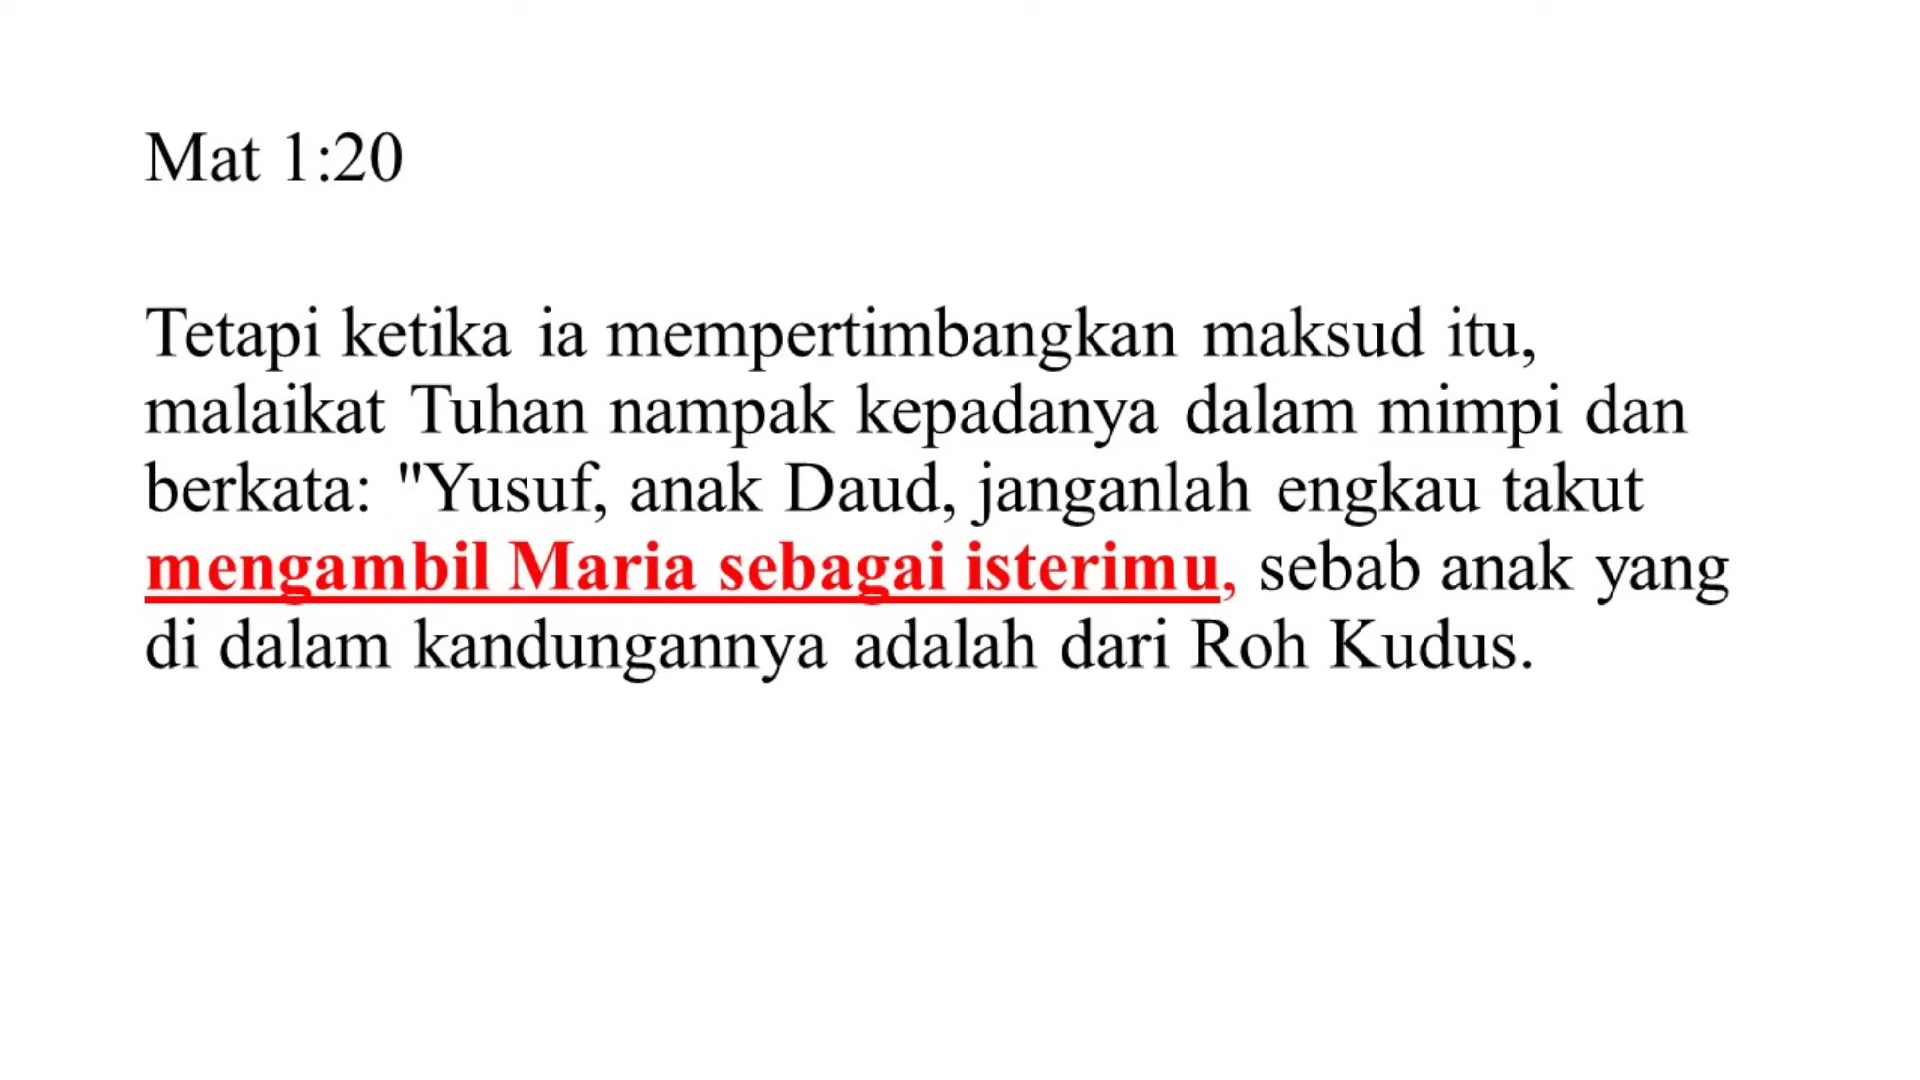 Mat 1:20
Tetapi ketika ia mempertimbangkan maksud itu,
malaikat Tuhan nampak kepadanya dalam mimpi dan
berkata: "Yusuf, anak Daud, janganlah engkau takut
mengambil Maria sebagai isterimu, sebab anak yang
di dalam kandungannya adalah dari Roh Kudus.